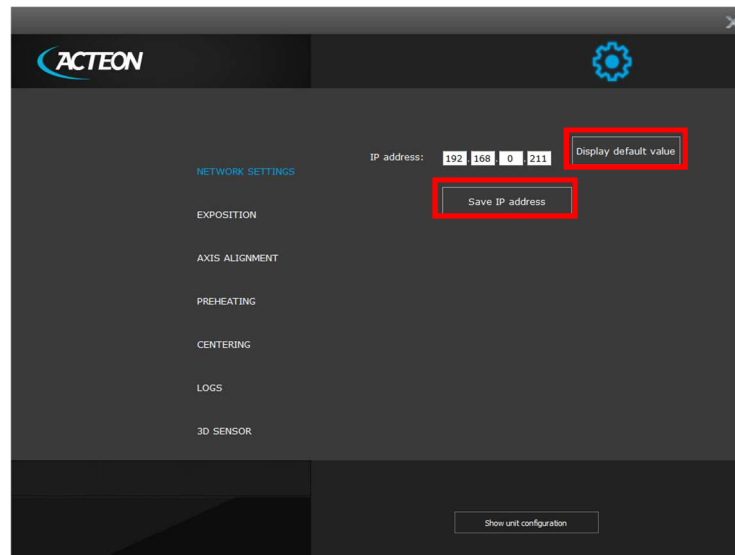 ACTEON
IP address: 192 . 168 . 0 . 211 Display default value
NETWORK SETTINGS
Save IP address
EXPOSITION
AXIS ALIGNMENT
PREHEATING
CENTERING
LOGS
3D SENSOR
Show unit configuration